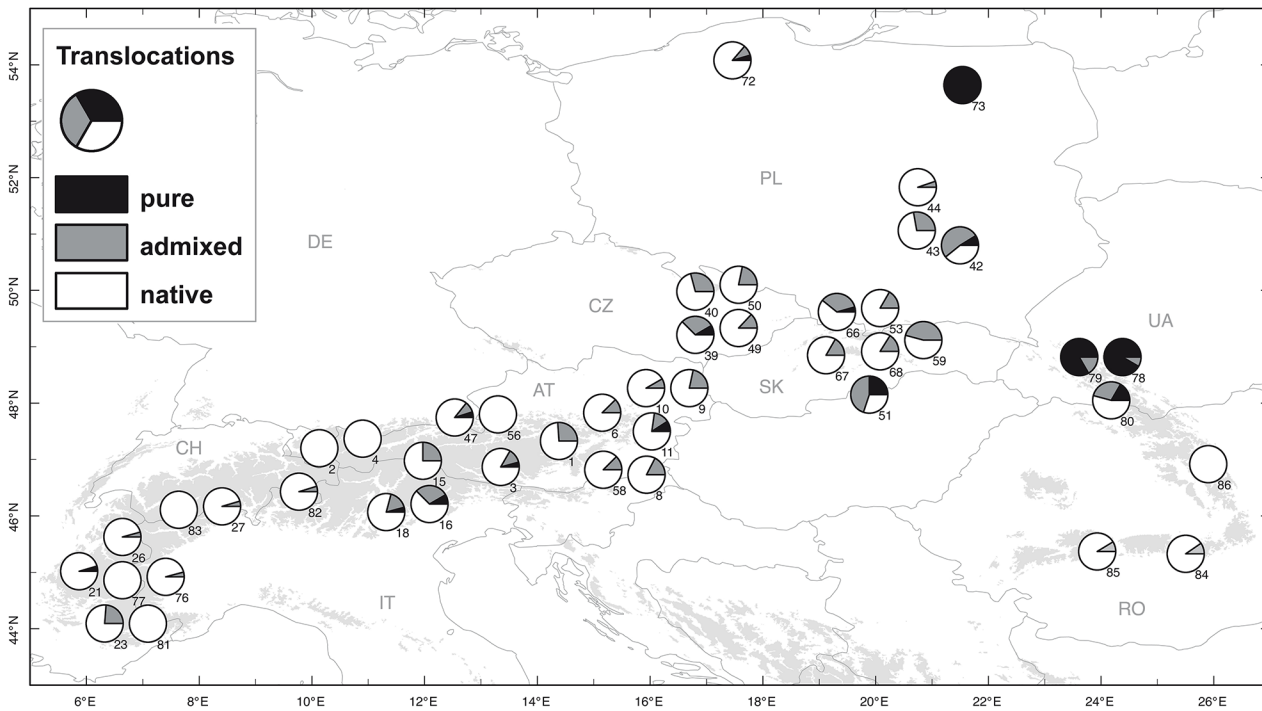 Translocations
pure
admixed
native
54°N
52°N
50°N
48°N
46°N
44°N
6°E 8°E 10°E 12°E 14°E 16°E 18°E 20°E 22°E 24°E 26°E
72
73
PL
44
DE
43
42
CZ
40
50
39
49
66
53
UA
67
68
59
79
78
AT
SK
10
9
51
80
47
56
6
CH
11
2
4
1
86
15
3
58
8
82
83
27
18
16
26
21
77
76
85
84
IT
RO
23
81